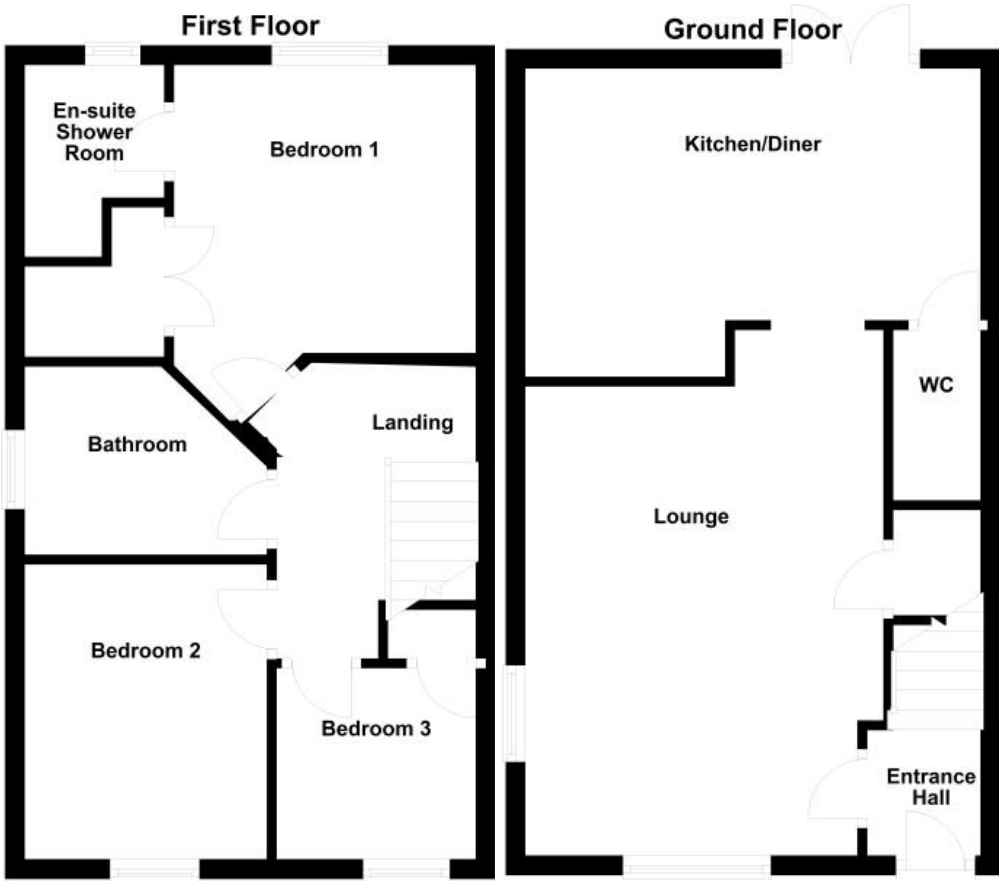 First Floor
En-suite
Shower
Room
Bedroom 1
Bathroom
Landing
Bedroom 2
Bedroom 3
Ground Floor
Kitchen/Diner
WC
Lounge
Entrance
Hall